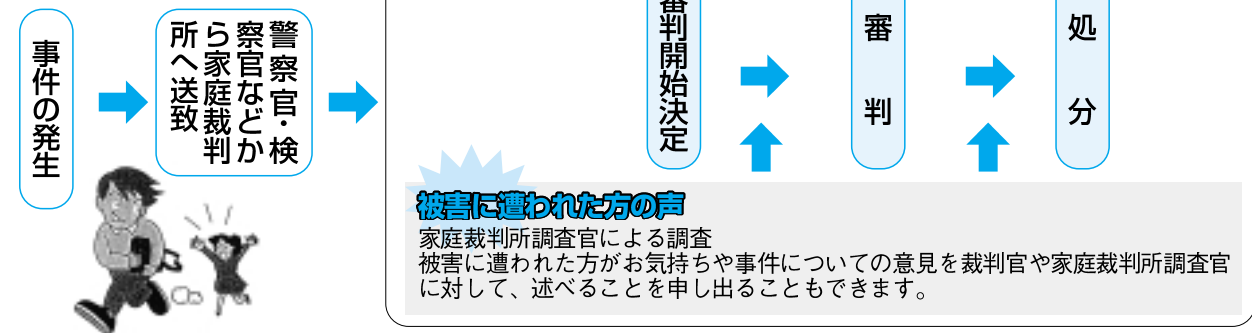 事件の発生
警察官・検
察官などか
ら家庭裁判
所へ送致
審判開始決定
審判
処分
被害に遭われた方の声
家庭裁判所調査官による調査
被害に遭われた方がお気持ちや事件についての意見を裁判官や家庭裁判所調査官
に対して、述べることを申し出ることもできます。